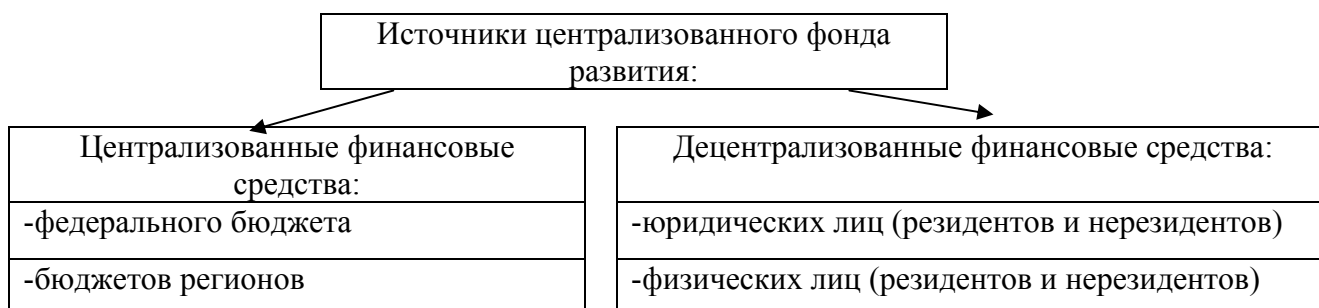 Источники централизованного фонда
развития:
Централизованные финансовые
средства:
-федерального бюджета
-бюджетов регионов
Децентрализованные финансовые средства:
-юридических лиц (резидентов и нерезидентов)
-физических лиц (резидентов и нерезидентов)